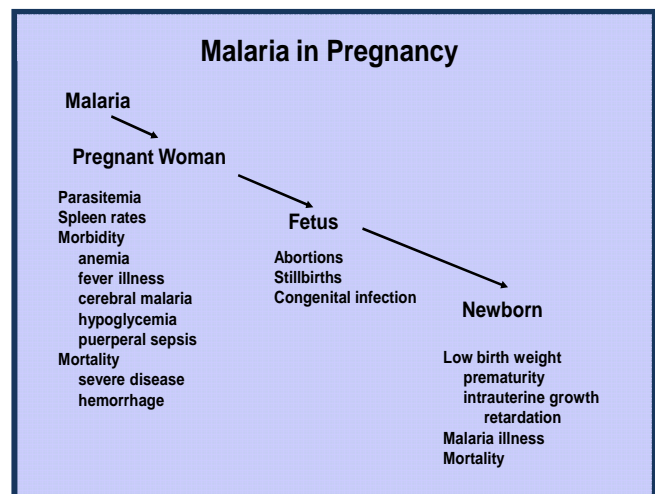 Malaria in Pregnancy
Malaria
Pregnant Woman
Parasitemia
Spleen rates
Morbidity
anemia
fever illness
cerebral malaria
hypoglycemia
puerperal sepsis
Mortality
severe disease
hemorrhage
Fetus
Abortions
Stillbirths
Congenital infection
Newborn
Low birth weight
prematurity
intrauterine growth
retardation
Malaria illness
Mortality